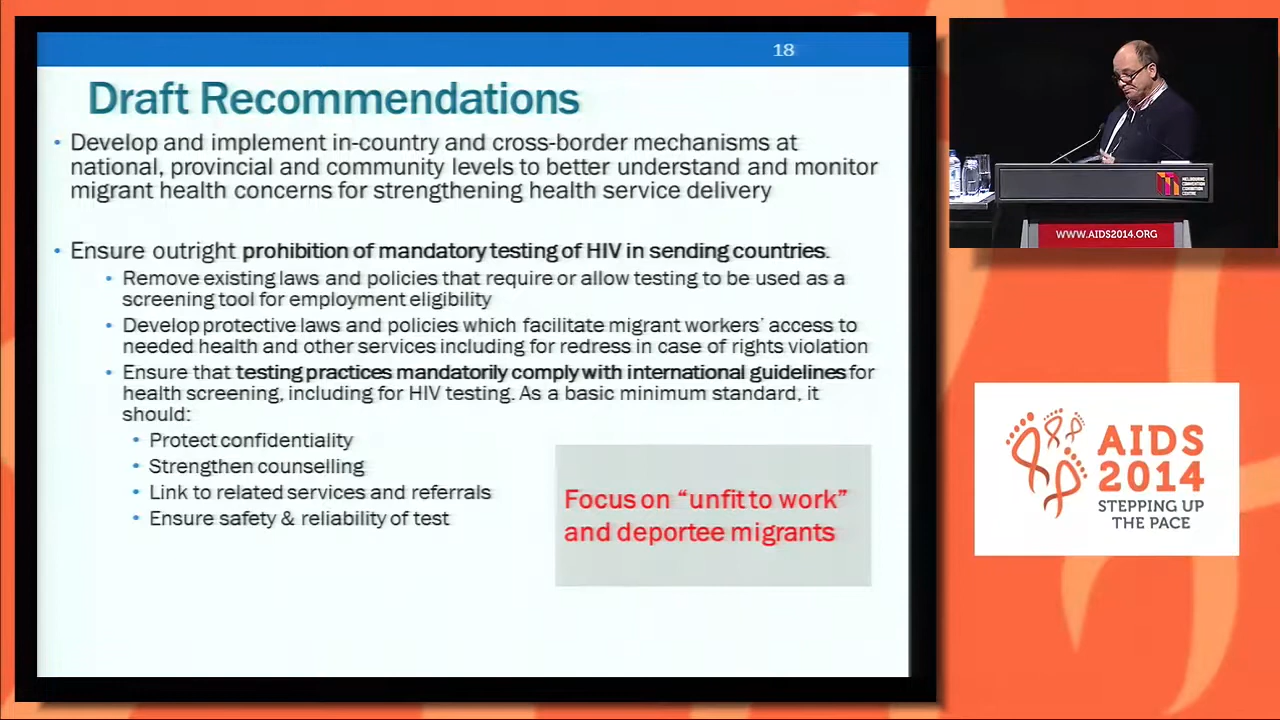 18
Draft Recommendations
• Develop and implement in-country and cross-border mechanisms at
national, provincial and community levels to better understand and monitor
migrant health concerns for strengthening health service delivery
• Ensure outright prohibition of mandatory testing of HIV in sending countries.
• Remove existing laws and policies that require or allow testing to be used as a
screening tool for employment eligibility
• Develop protective laws and policies which facilitate migrant workers’ access to
needed health and other services including for redress in case of rights violation
• Ensure that testing practices mandatorily comply with international guidelines for
health screening, including for HIV testing. As a basic minimum standard, it
should:
• Protect confidentiality
• Strengthen counselling
• Link to related services and referrals
• Ensure safety & reliability of test
Focus on “unfit to work”
and deportee migrants
MELBOURNE
CONVENTION
EXHIBITION
CENTRE
WWW.AIDS2014.ORG
AIDS
2014
STEPPING UP
THE PACE